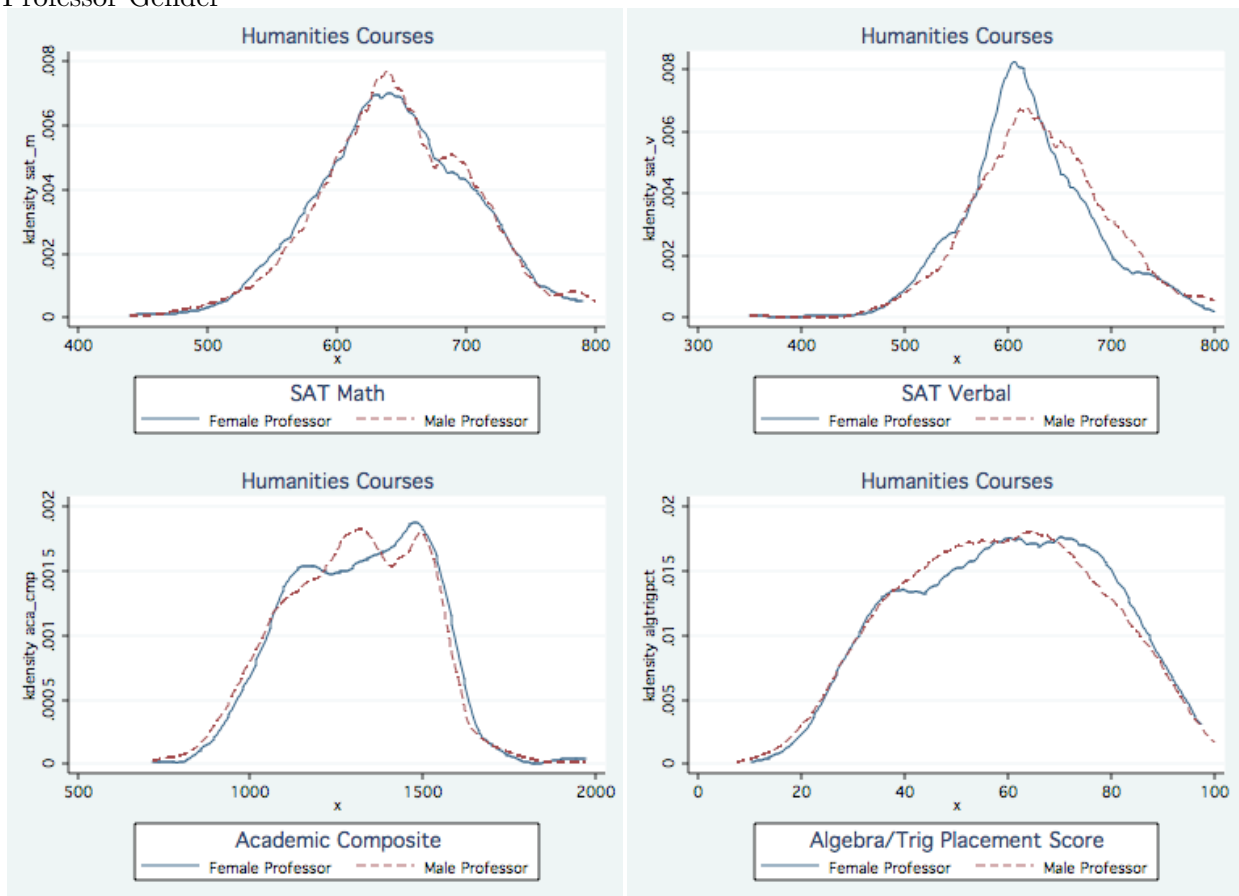 Professor Gender
Humanities Courses
kdensity sat_m
0 .002 .004 .006 .008
400 500 600 700 800
x
SAT Math
Female Professor Male Professor
Humanities Courses
kdensity sat_v
0 .002 .004 .006 .008
300 400 500 600 700 800
x
SAT Verbal
Female Professor Male Professor
Humanities Courses
kdensity aca_cmp
0 .0005 .001 .0015 .002
500 1000 1500 2000
x
Academic Composite
Female Professor Male Professor
Humanities Courses
kdensity algtrigpct
0 .005 .01 .015 .02
0 20 40 60 80 100
x
Algebra/Trig Placement Score
Female Professor Male Professor